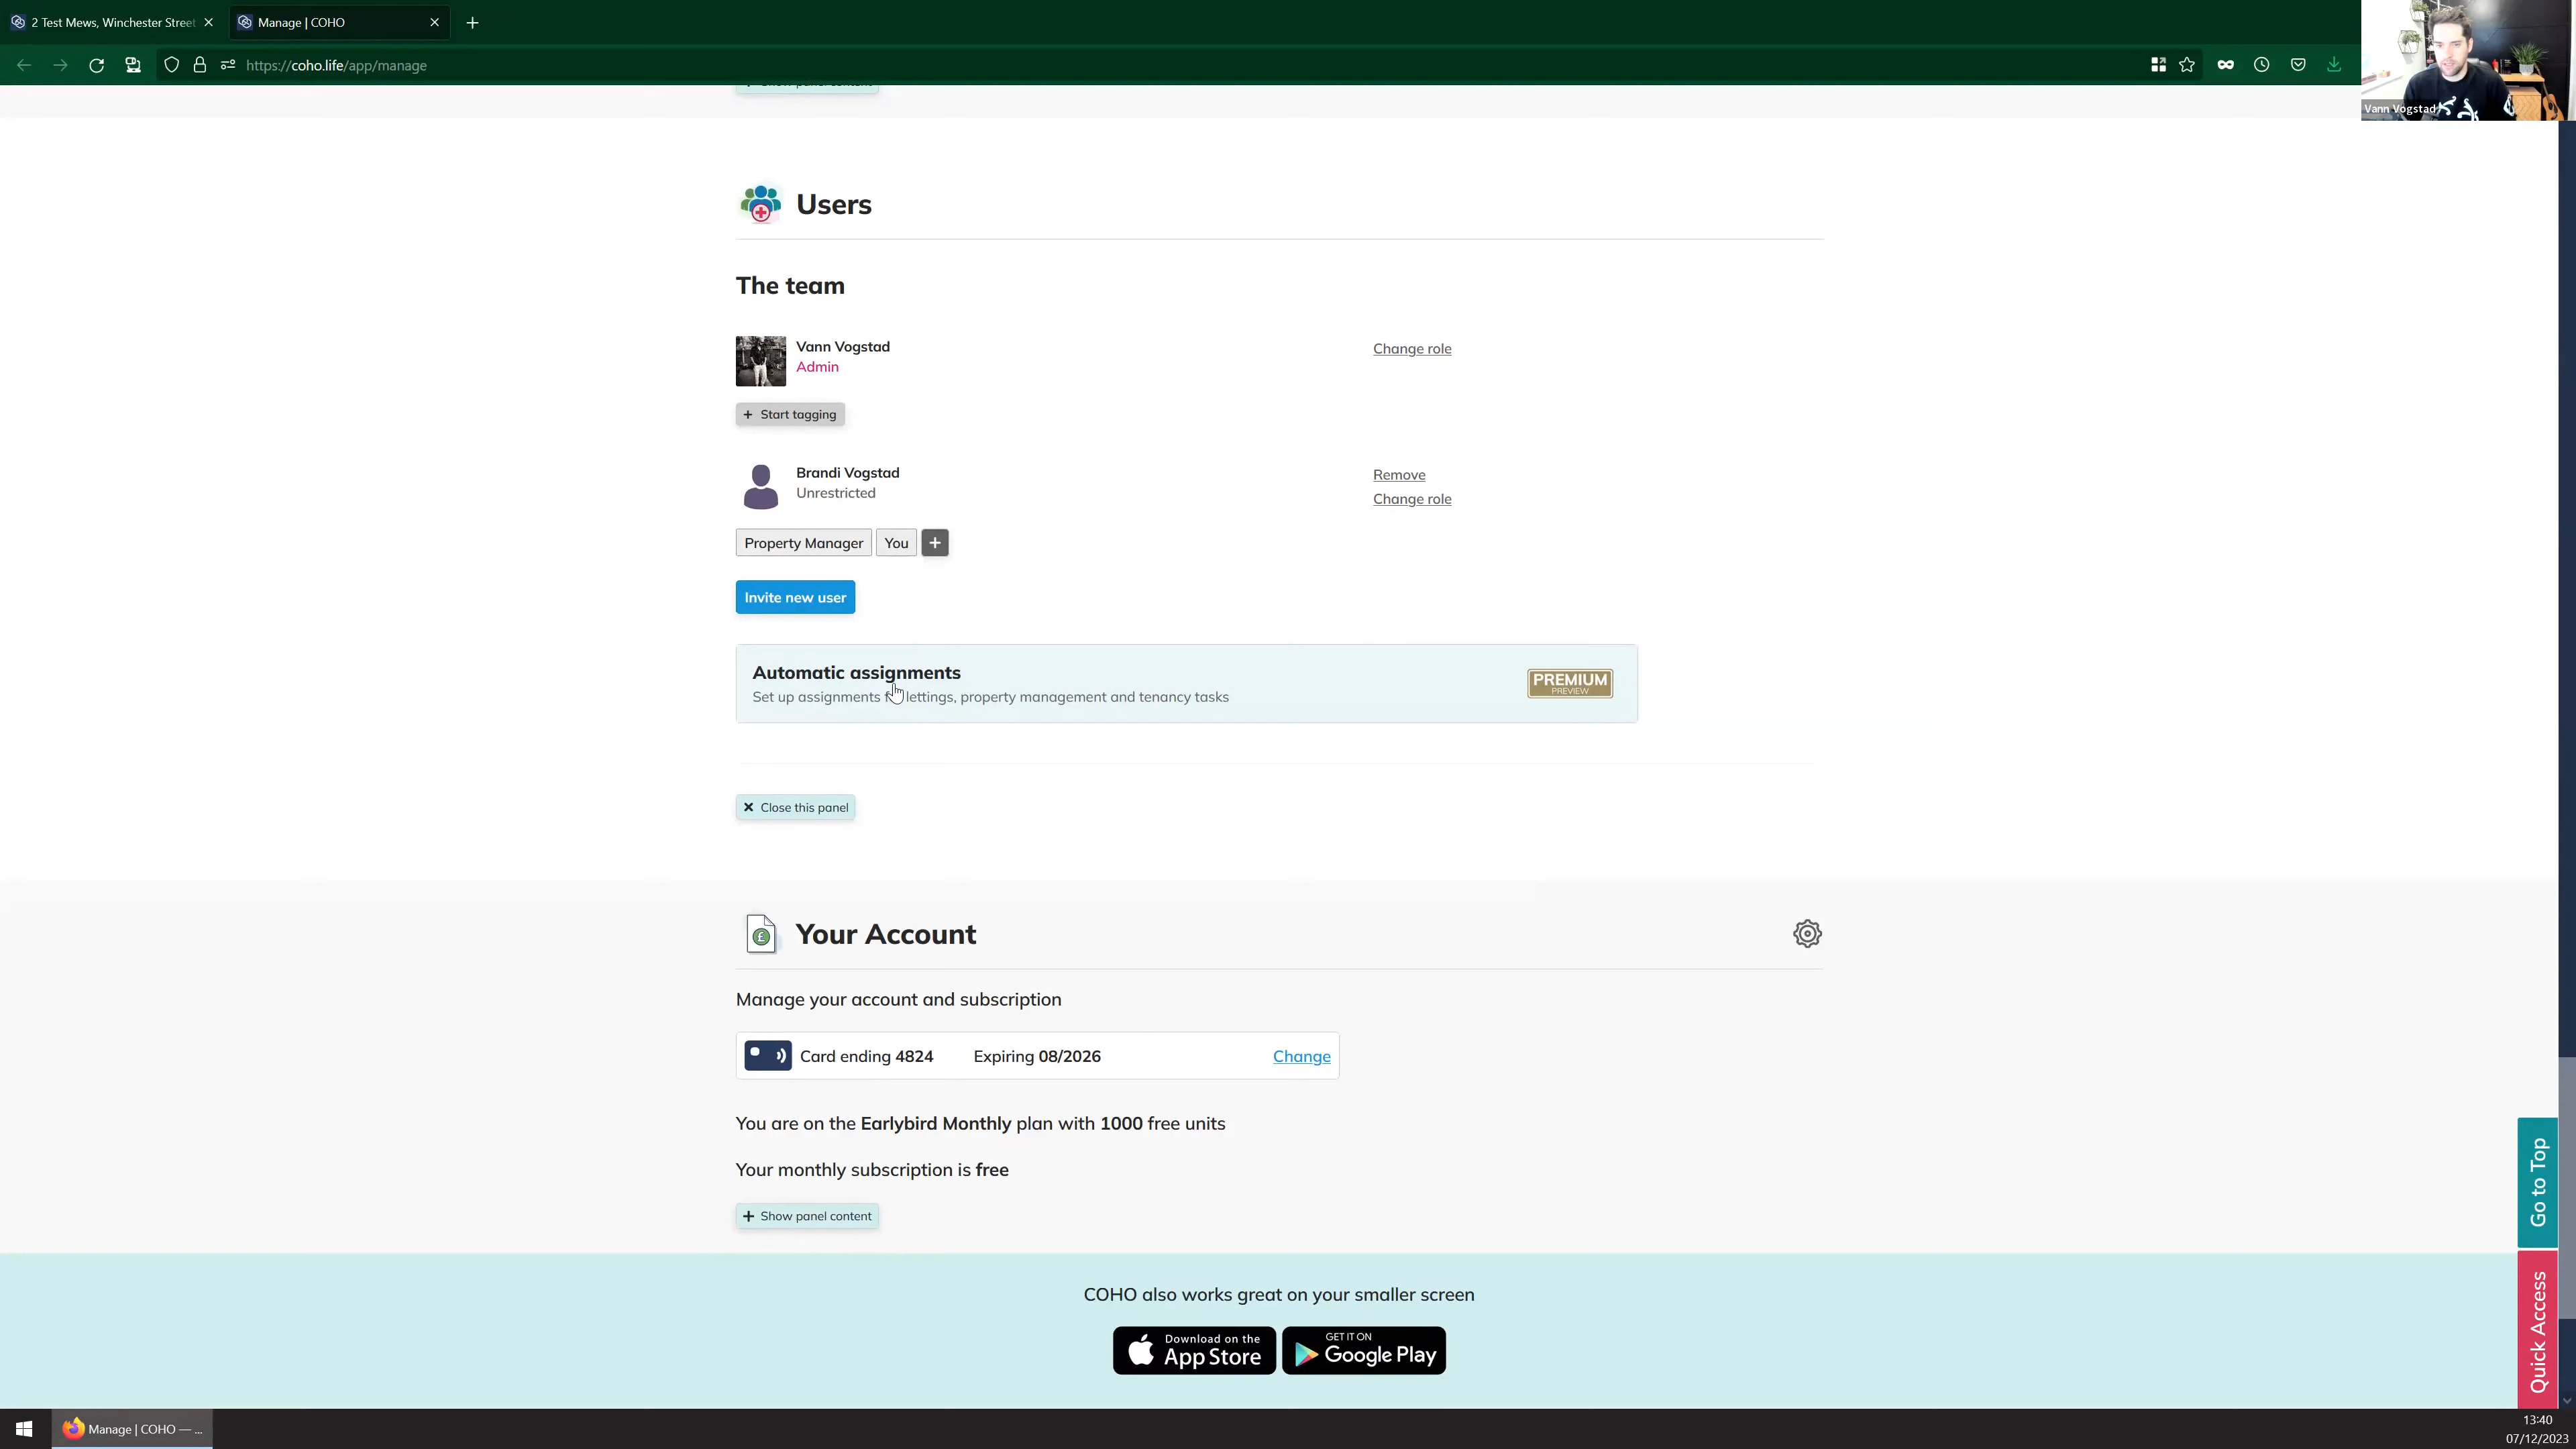 2 Test Mews, Winchester Street
Manage | COHO
https://coho.life/app/manage
Vann Vogstad
Users
The team
Vann Vogstad
Admin
Change role
+ Start tagging
Brandi Vogstad
Unrestricted
Remove
Change role
Property Manager You +
Invite new user
Automatic assignments
Set up assignments lettings, property management and tenancy tasks
PREMIUM
PREVIEW
Close this panel
Your Account
Manage your account and subscription
Card ending 4824 Expiring 08/2026 Change
You are on the Earlybird Monthly plan with 1000 free units
Your monthly subscription is free
+ Show panel content
Go to Top
Quick Access
COHO also works great on your smaller screen
Download on the
App Store
GET IT ON
Google Play
Manage | COHO — ...
13:40
07/12/2023